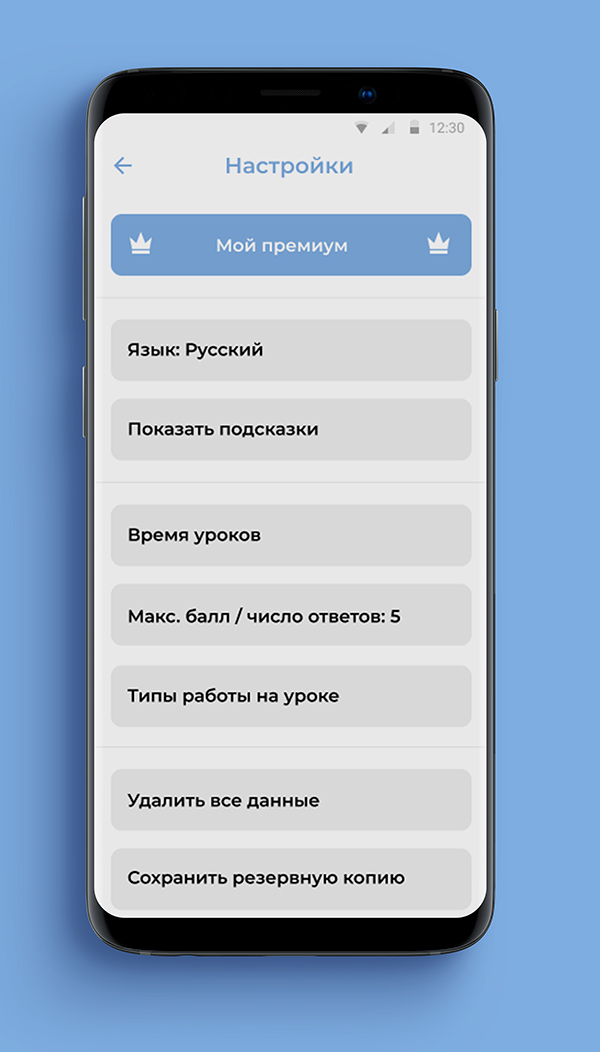 12:30
Настройки
Мой премиум
Язык: Русский
Показать подсказки
Время уроков
Макс. балл / число ответов: 5
Типы работы на уроке
Удалить все данные
Сохранить резервную копию